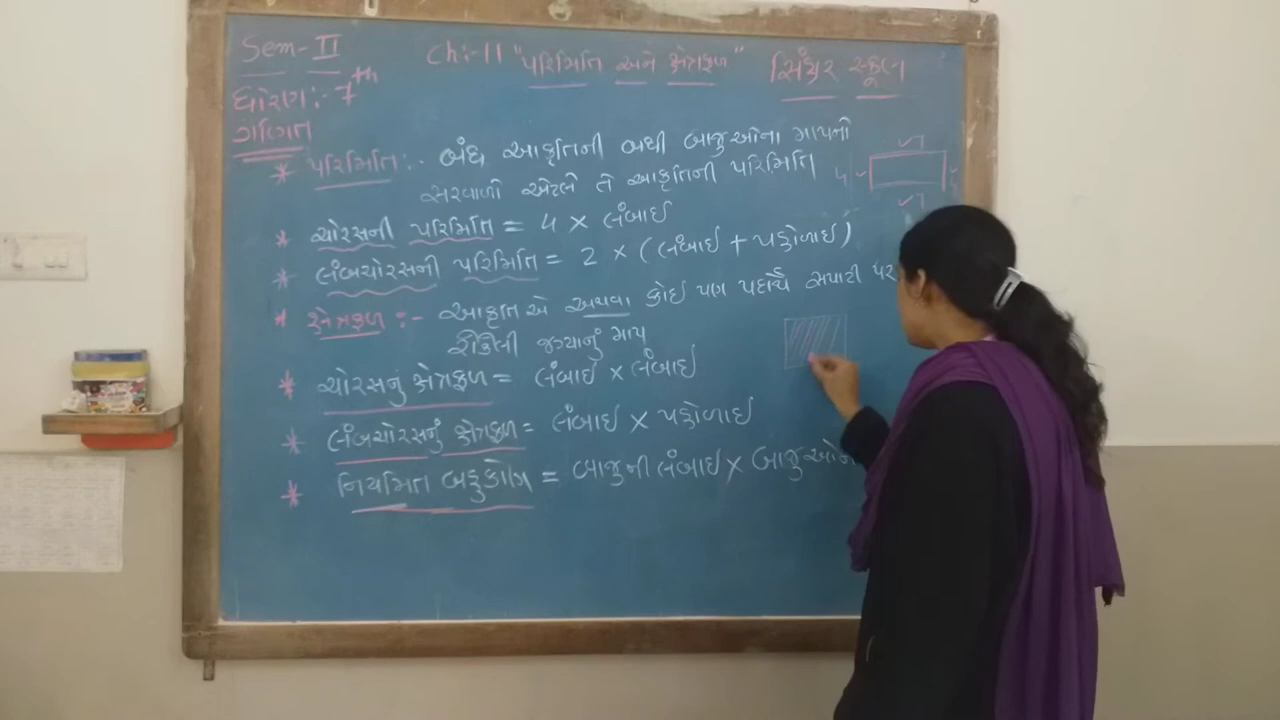 Sem-II
Ch:-11 "પરિમિતિ અને ક્ષેત્રફળ"
સિંઘર સ્કૂલ
ધોરણ:- 7th
ગણિત
* પરિમિતિ:- બંધ આકૃતિની બધી બાજુઓના માપનો
સરવાળો એટલે તે આકૃતિની પરિમિતિ
* ચોરસની પરિમિતિ = 4 × લંબાઈ
* લંબચોરસની પરિમિતિ = 2 × (લંબાઈ + પહોળાઈ)
* ક્ષેત્રફળ :- આકૃતિ એ અથવા કોઈ પણ પદાર્થે સપાટી પર
રોકેલી જગ્યાનું માપ
* ચોરસનું ક્ષેત્રફળ = લંબાઈ × લંબાઈ
* લંબચોરસનું ક્ષેત્રફળ = લંબાઈ × પહોળાઈ
* નિયમિત બહુકોણ = બાજુની લંબાઈ × બાજુઓની